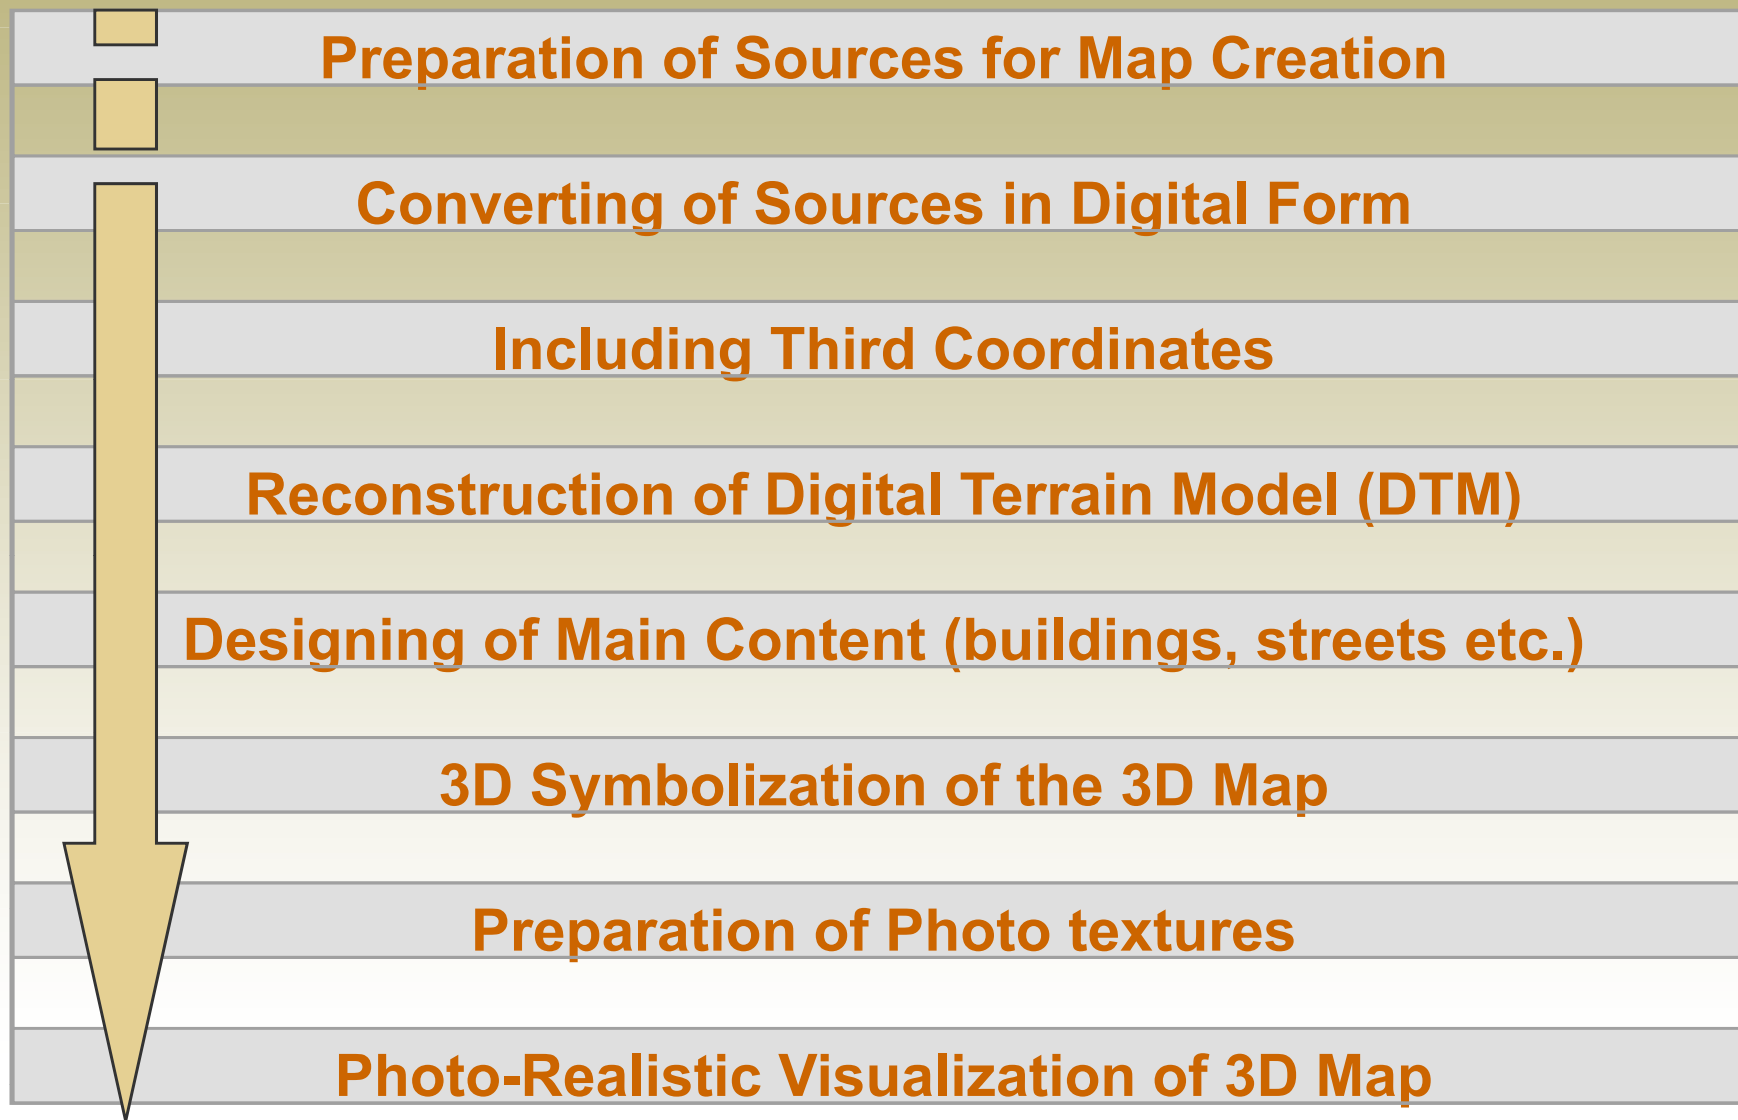 Preparation of Sources for Map Creation
Converting of Sources in Digital Form
Including Third Coordinates
Reconstruction of Digital Terrain Model (DTM)
Designing of Main Content (buildings, streets etc.)
3D Symbolization of the 3D Map
Preparation of Photo textures
Photo-Realistic Visualization of 3D Map